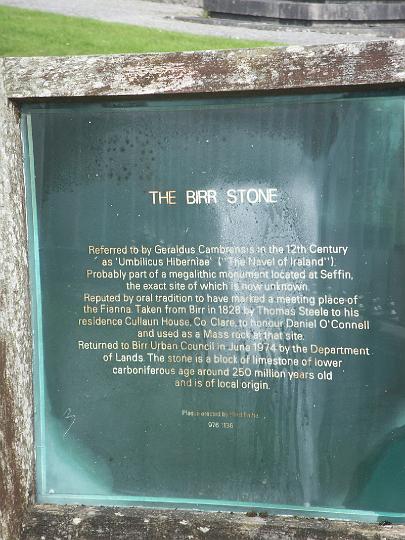 THE BIRR STONE
Referred to by Geraldus Cambrensis in the 12th Century
as 'Umbilicus Hiberniae' (''The Navel of Iraland'').
Probably part of a megalithic monument located at Seffin,
the exact site of which is now unknown.
Reputed by oral tradition to have marked a meeting place of
the Fianna. Taken from Birr in 1828 by Thomas Steele to his
residence Cullaun House, Co. Clare, to honour Daniel O'Connell
and used as a Mass rock at that site.
Returned to Birr Urban Council in June 1974 by the Department
of Lands. The stone is a block of limestone of lower
carboniferous age around 250 million years old
and is of local origin.
Plaque erected by